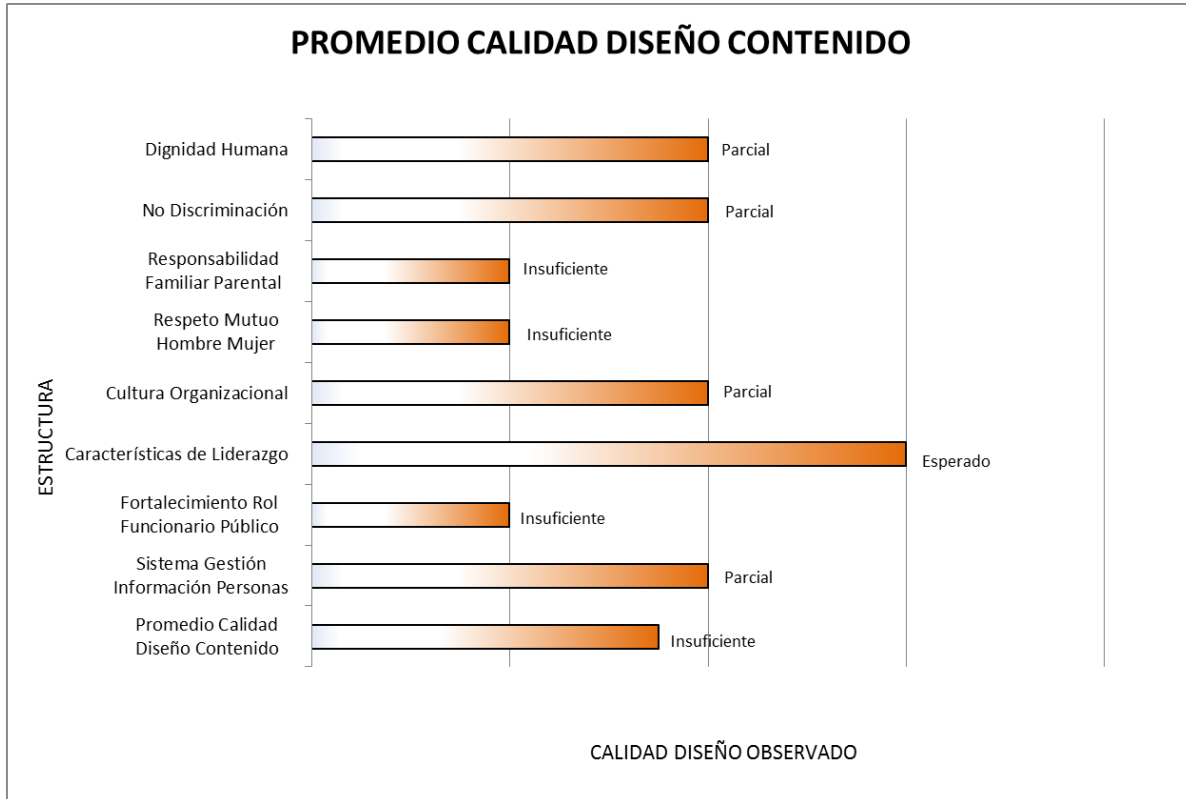 PROMEDIO CALIDAD DISEÑO CONTENIDO
Dignidad Humana
Parcial
No Discriminación
Parcial
Responsabilidad
Familiar Parental
Insuficiente
Respeto Mutuo
Hombre Mujer
Insuficiente
Cultura Organizacional
Parcial
Características de Liderazgo
Esperado
Fortalecimiento Rol
Funcionario Público
Insuficiente
Sistema Gestión
Información Personas
Parcial
Promedio Calidad
Diseño Contenido
Insuficiente
ESTRUCTURA
CALIDAD DISEÑO OBSERVADO